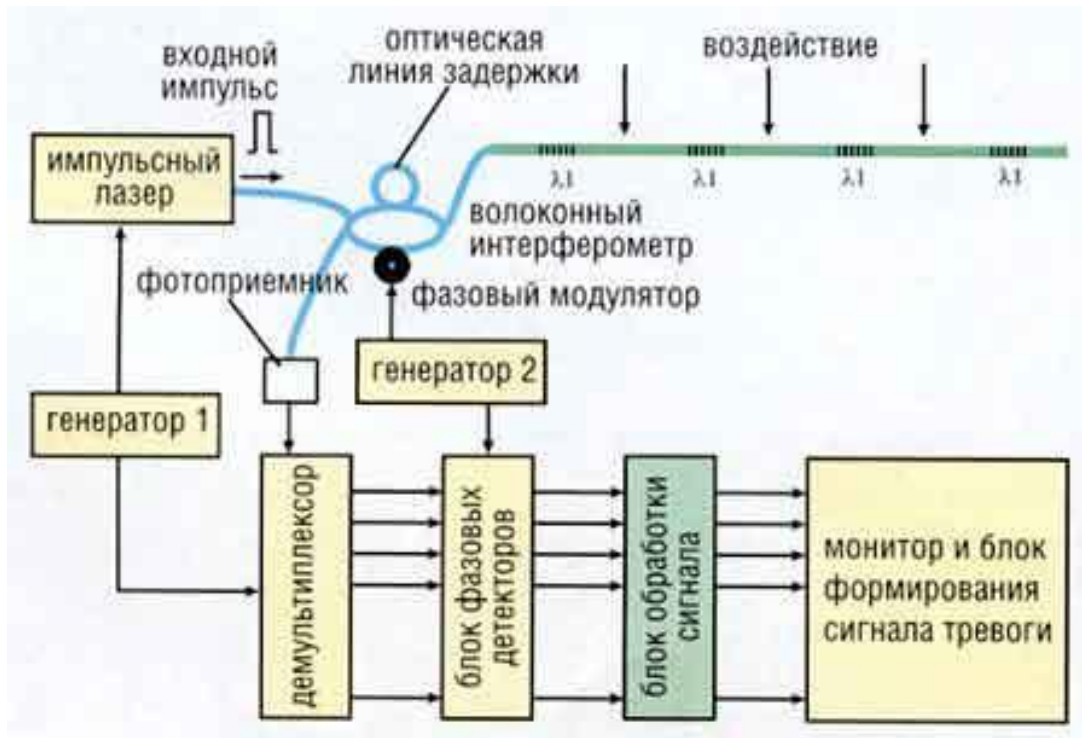 входной
импульс
оптическая
линия задержки
воздействие
импульсный
лазер
λ1 λ1 λ1 λ1
волоконный
интерферометр
фотоприемник
фазовый модулятор
генератор 2
генератор 1
демультиплексор
блок фазовых
детекторов
блок обработки
сигнала
монитор и блок
формирования
сигнала тревоги